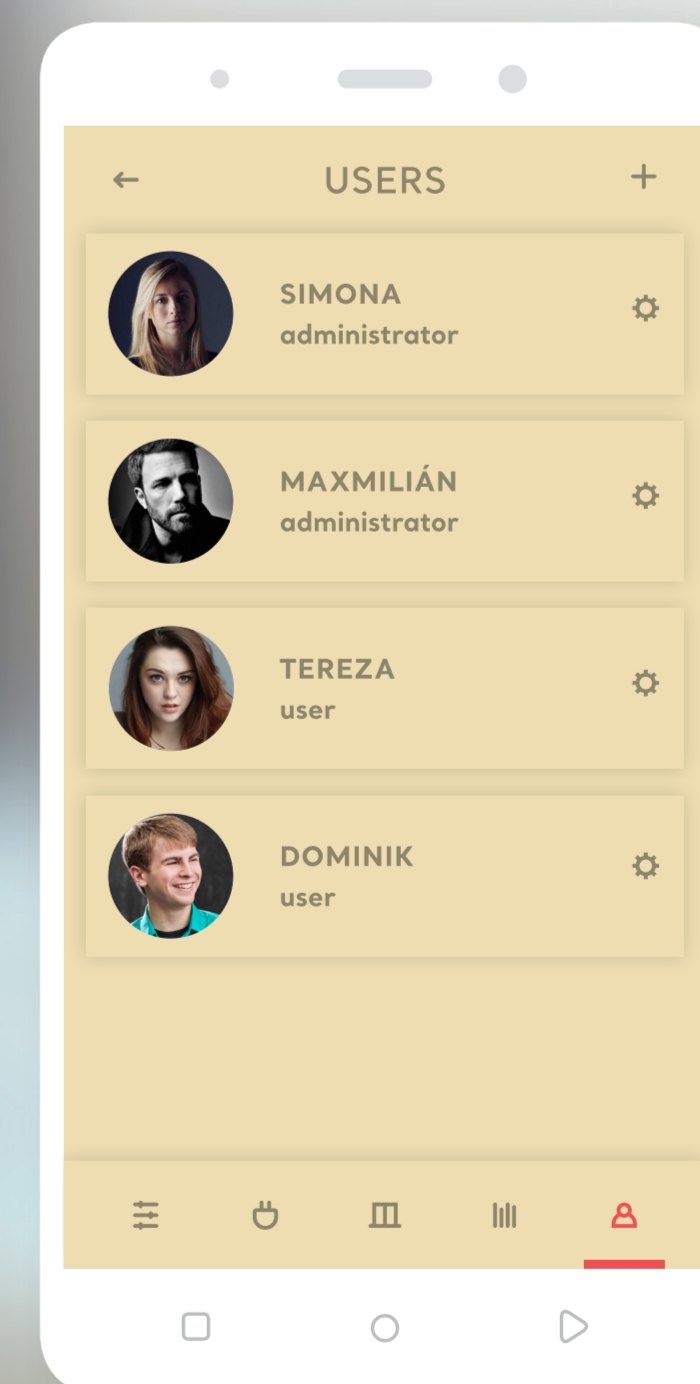 USERS
SIMONA
administrator
MAXMILIÁN
administrator
TEREZA
user
DOMINIK
user